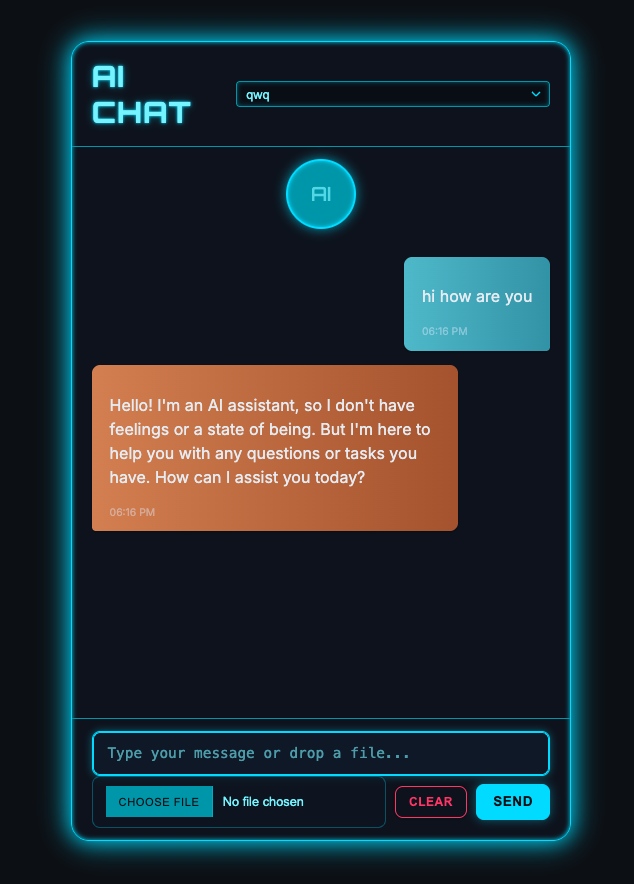 AI
CHAT
qwq
AI
hi how are you
06:16 PM
Hello! I'm an AI assistant, so I don't have
feelings or a state of being. But I'm here to
help you with any questions or tasks you
have. How can I assist you today?
06:16 PM
Type your message or drop a file...
CHOOSE FILE No file chosen CLEAR SEND